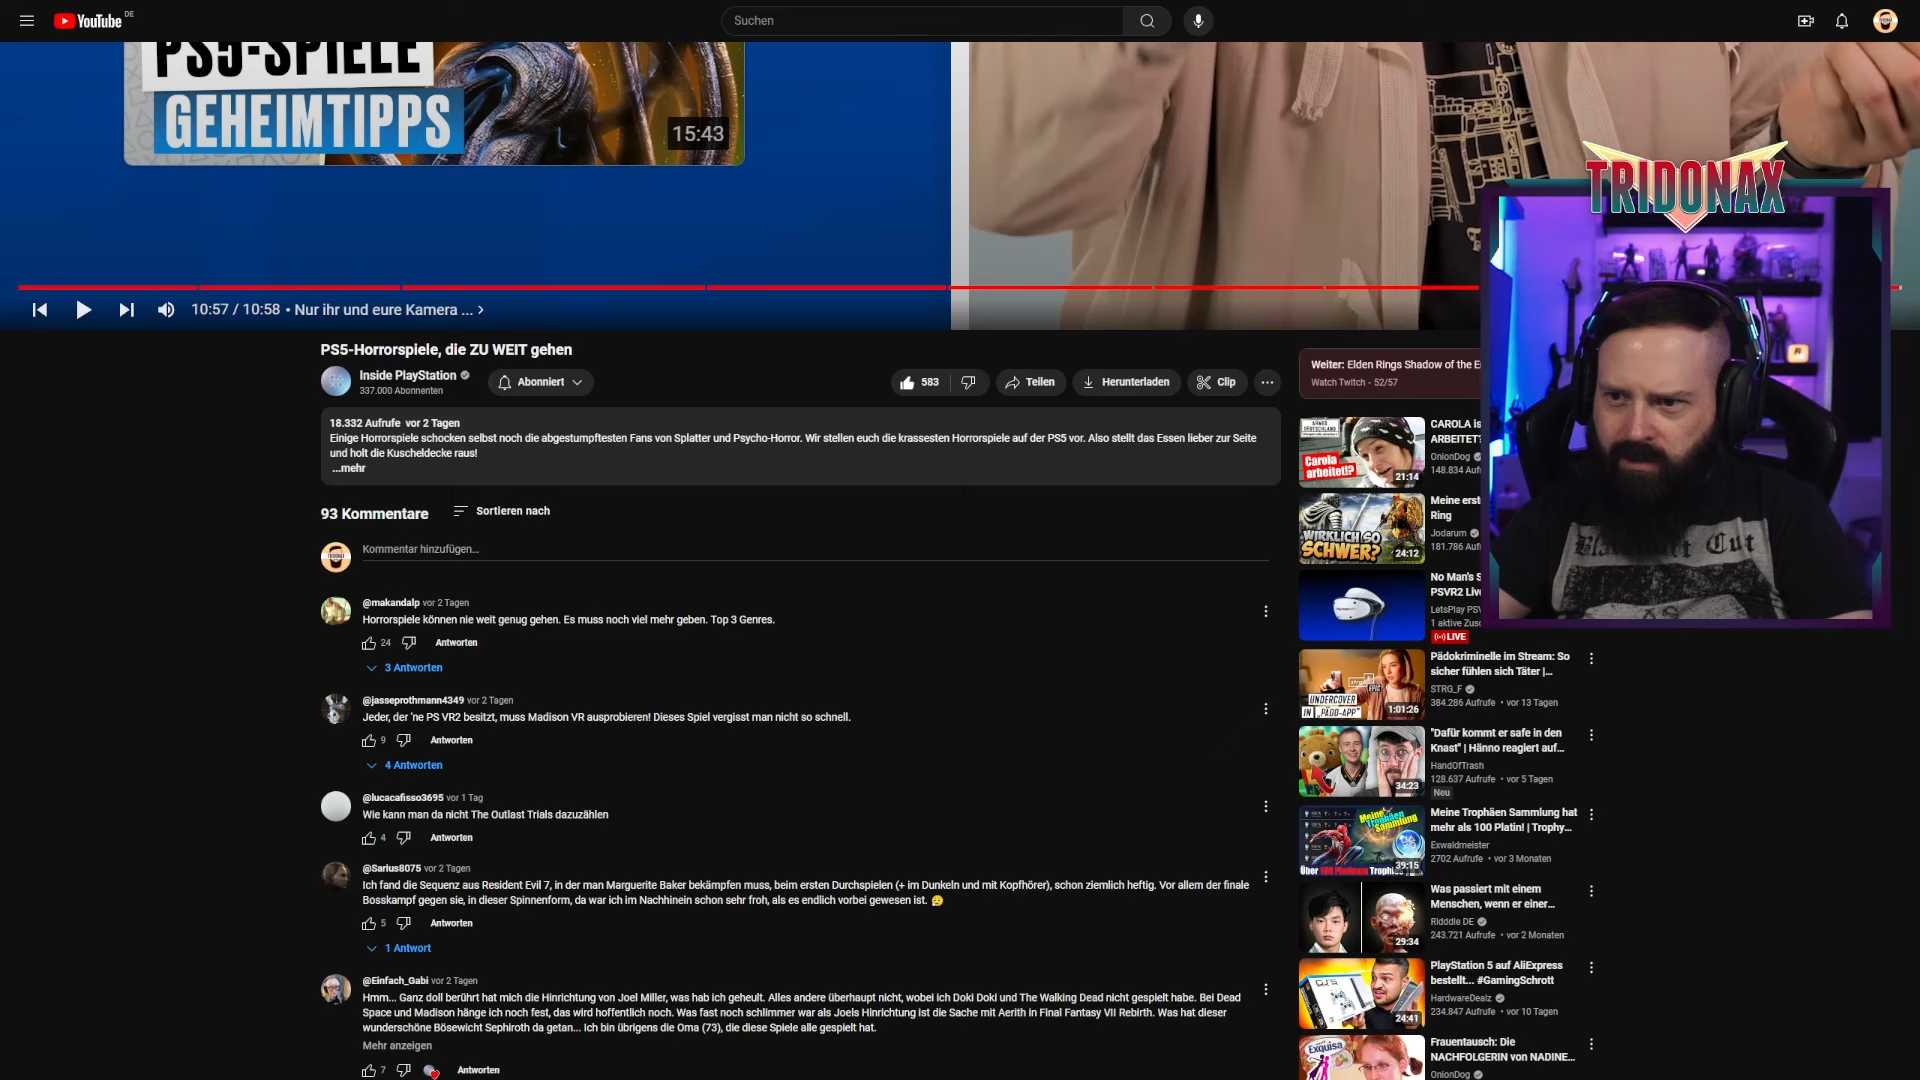 YouTube DE
Suchen
PS5-SPIELE
GEHEIMTIPPS
15:43
TRIDONAX
10:57 / 10:58 • Nur ihr und eure Kamera ... >
PS5-Horrorspiele, die ZU WEIT gehen
Inside PlayStation
337.000 Abonnenten
Abonniert
583
Teilen
Herunterladen
Clip
18.332 Aufrufe vor 2 Tagen
Einige Horrorspiele schocken selbst noch die abgestumpftesten Fans von Splatter und Psycho-Horror. Wir stellen euch die krassesten Horrorspiele auf der PS5 vor. Also stellt das Essen lieber zur Seite
und holt die Kuscheldecke raus!
...mehr
93 Kommentare
Sortieren nach
Kommentar hinzufügen...
@makandalp vor 2 Tagen
Horrorspiele können nie weit genug gehen. Es muss noch viel mehr geben. Top 3 Genres.
24
Antworten
3 Antworten
@jasseprothmann4349 vor 2 Tagen
Jeder, der 'ne PS VR2 besitzt, muss Madison VR ausprobieren! Dieses Spiel vergisst man nicht so schnell.
9
Antworten
4 Antworten
@lucacafisso3695 vor 1 Tag
Wie kann man da nicht The Outlast Trials dazuzählen
4
Antworten
@Sarius8075 vor 2 Tagen
Ich fand die Sequenz aus Resident Evil 7, in der man Marguerite Baker bekämpfen muss, beim ersten Durchspielen (+ im Dunkeln und mit Kopfhörer), schon ziemlich heftig. Vor allem der finale
Bosskampf gegen sie, in dieser Spinnenform, da war ich im Nachhinein schon sehr froh, als es endlich vorbei gewesen ist.
5
Antworten
1 Antwort
@Einfach_Gabi vor 2 Tagen
Hmm... Ganz doll berührt hat mich die Hinrichtung von Joel Miller, was hab ich geheult. Alles andere überhaupt nicht, wobei ich Doki Doki und The Walking Dead nicht gespielt habe. Bei Dead
Space und Madison hänge ich noch fest, das wird hoffentlich noch. Was fast noch schlimmer war als Joels Hinrichtung ist die Sache mit Aerith in Final Fantasy VII Rebirth. Was hat dieser
wunderschöne Bösewicht Sephiroth da getan... Ich bin übrigens die Oma (73), die diese Spiele alle gespielt hat.
Mehr anzeigen
7
Antworten
Weiter: Elden Rings Shadow of the E
Watch Twitch - 52/57
Carola
arbeitet!?
21:14
CAROLA is
ARBEITET?
OnionDog
148.834 Auf
WIRKLICH SO
SCHWER?
24:12
Meine erst
Ring
Jodarum
181.786 Auf
No Man's S
PSVR2 Liv
LetsPlay PSV
1 aktive Zusc
LIVE
UNDERCOVER
IN „PÄDO-APP"
1:01:26
Pädokriminelle im Stream: So
sicher fühlen sich Täter |...
STRG_F
384.286 Aufrufe • vor 13 Tagen
34:23
"Dafür kommt er safe in den
Knast" | Hänno reagiert auf...
HandOfTrash
128.637 Aufrufe • vor 5 Tagen
Neu
Meine
Trophäen
Sammlung
Über 100 Platinum Trophä
39:15
Meine Trophäen Sammlung hat
mehr als 100 Platin! | Trophy...
Exwaldmeister
2702 Aufrufe • vor 3 Monaten
29:34
Was passiert mit einem
Menschen, wenn er einer...
Ridddle DE
243.721 Aufrufe • vor 2 Monaten
24:41
PlayStation 5 auf AliExpress
bestellt... #GamingSchrott
HardwareDealz
234.847 Aufrufe • vor 10 Tagen
Exquisa
Frauentausch: Die
NACHFOLGERIN von NADINE...
OnionDog